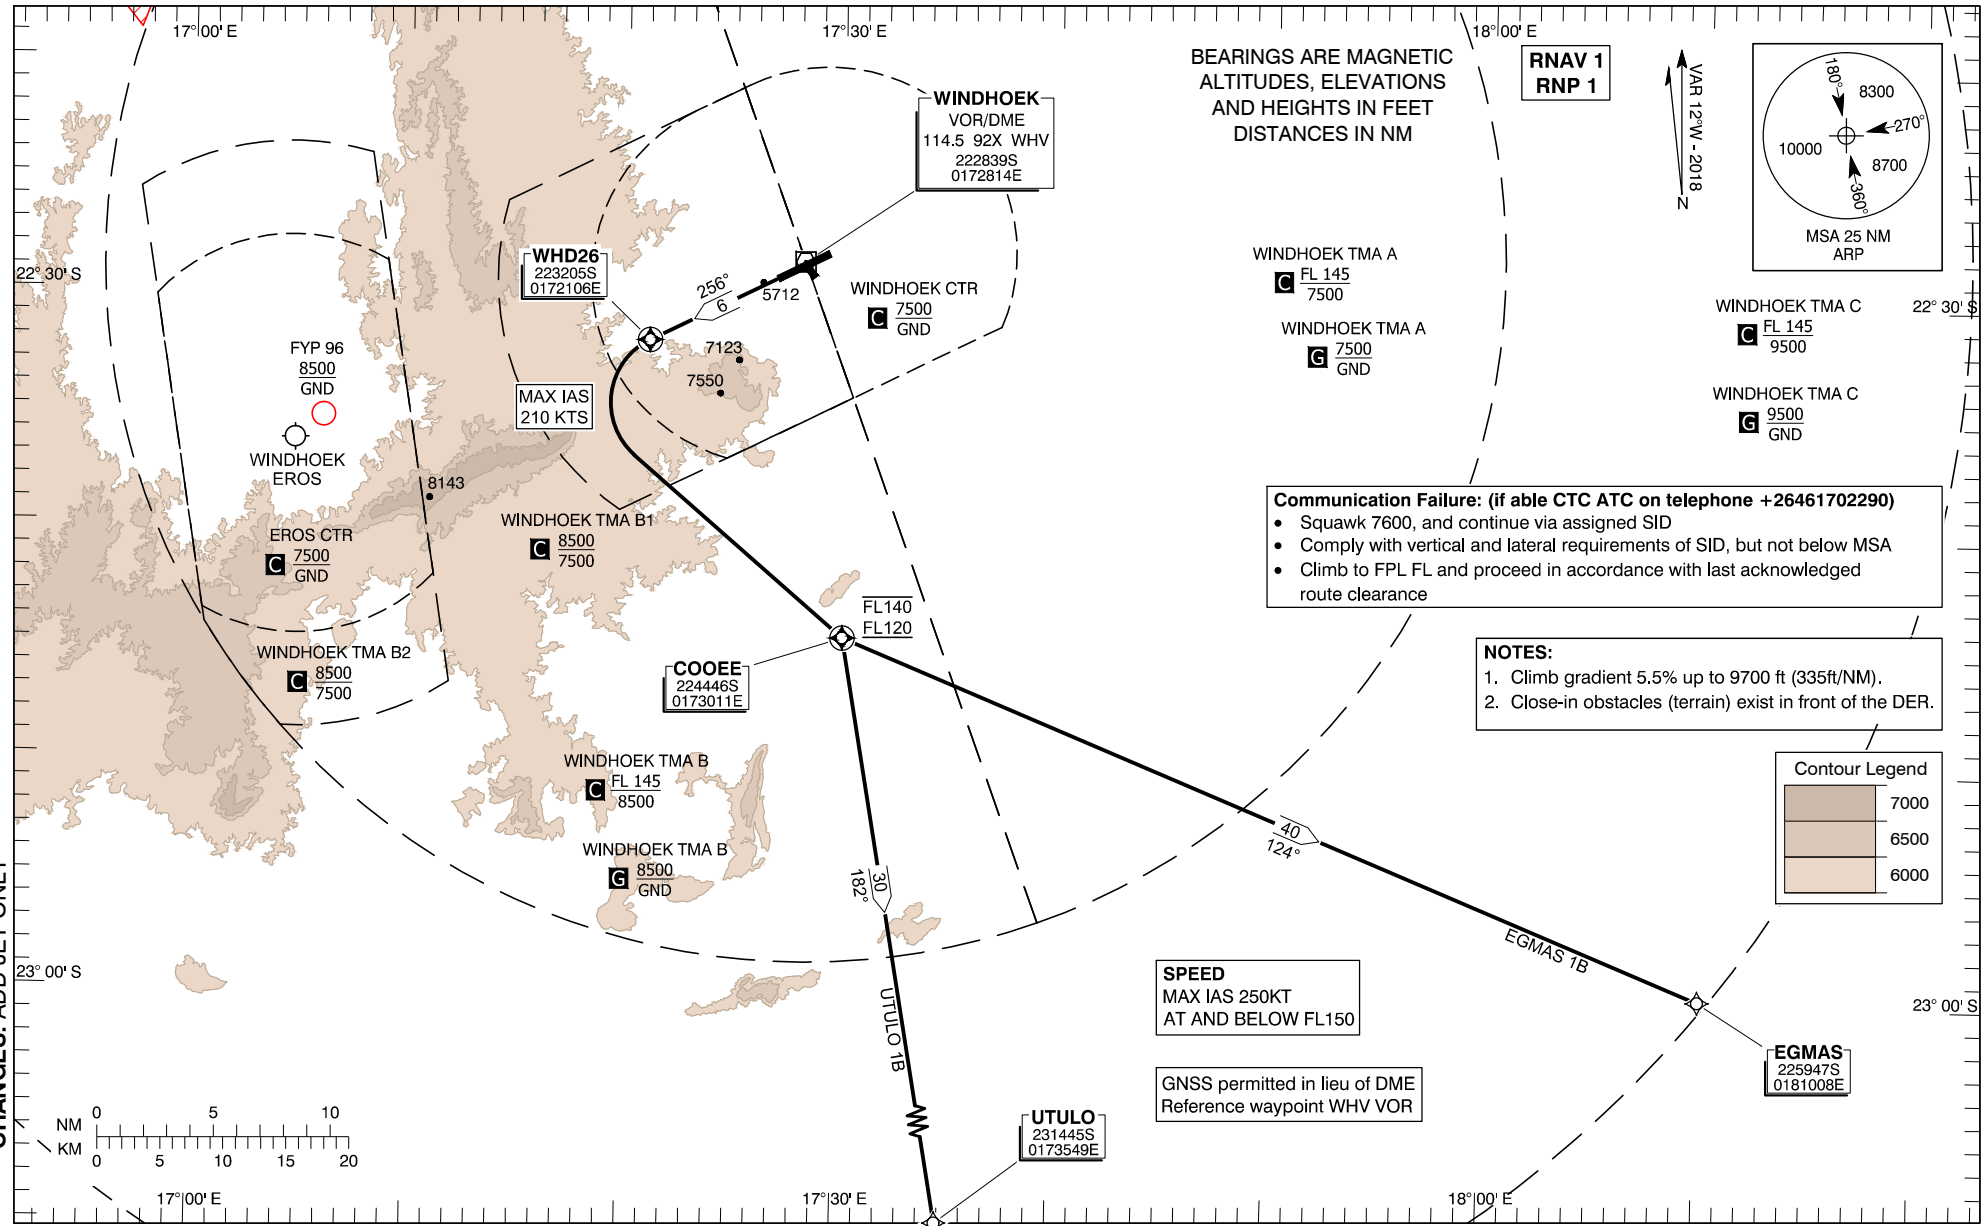 17°00' E
17°30' E
18°00' E
BEARINGS ARE MAGNETIC
ALTITUDES, ELEVATIONS
AND HEIGHTS IN FEET
DISTANCES IN NM
RNAV 1
RNP 1
VAR 12°W - 2018
N
180°
8300
270°
10000
8700
360°
MSA 25 NM
ARP
WINDHOEK
VOR/DME
114.5 92X WHV
222839S
0172814E
WHD26
223205S
0172106E
22° 30' S
256°
6
5712
WINDHOEK CTR
C 7500
GND
WINDHOEK TMA A
C FL 145
7500
WINDHOEK TMA A
G 7500
GND
WINDHOEK TMA C
C FL 145
9500
22° 30' S
WINDHOEK TMA C
G 9500
GND
FYP 96
8500
GND
WINDHOEK
EROS
7123
7550
MAX IAS
210 KTS
8143
EROS CTR
C 7500
GND
WINDHOEK TMA B1
C 8500
7500
Communication Failure: (if able CTC ATC on telephone +26461702290)
• Squawk 7600, and continue via assigned SID
• Comply with vertical and lateral requirements of SID, but not below MSA
• Climb to FPL FL and proceed in accordance with last acknowledged
route clearance
FL140
FL120
WINDHOEK TMA B2
C 8500
7500
COOEE
224446S
0173011E
NOTES:
1. Climb gradient 5.5% up to 9700 ft (335ft/NM).
2. Close-in obstacles (terrain) exist in front of the DER.
WINDHOEK TMA B
C FL 145
8500
WINDHOEK TMA B
G 8500
GND
Contour Legend
7000
6500
6000
40
124°
30
182°
EGMAS 1B
UTULO 1B
23° 00' S
23° 00' S
SPEED
MAX IAS 250KT
AT AND BELOW FL150
GNSS permitted in lieu of DME
Reference waypoint WHV VOR
EGMAS
225947S
0181008E
UTULO
231445S
0173549E
NM 0 5 10
KM 0 5 10 15 20
17°00' E
17°30' E
18°00' E